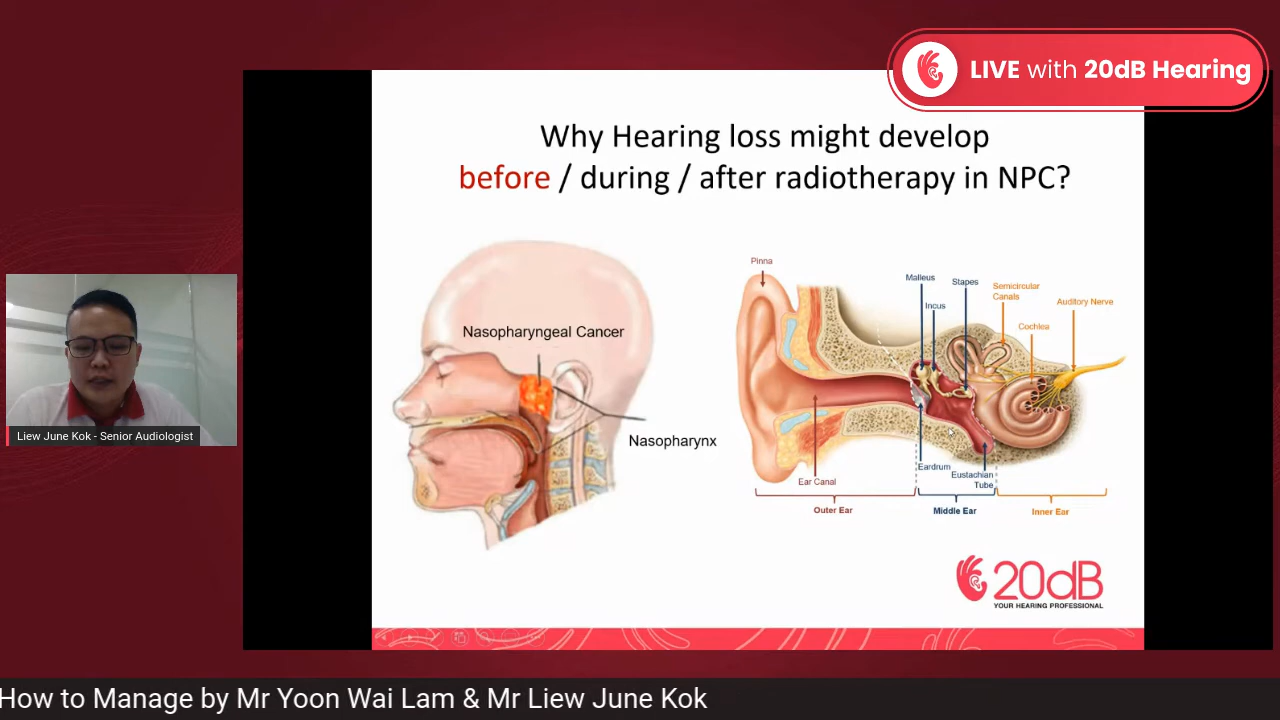 LIVE with 20dB Hearing
Why Hearing loss might develop
before / during / after radiotherapy in NPC?
Nasopharyngeal Cancer
Nasopharynx
Pinna
Malleus
Incus
Stapes
Semicircular
Canals
Cochlea
Auditory Nerve
Ear Canal
Eardrum
Eustachian
Tube
Outer Ear
Middle Ear
Inner Ear
20dB
YOUR HEARING PROFESSIONAL
Liew June Kok - Senior Audiologist
How to Manage by Mr Yoon Wai Lam & Mr Liew June Kok